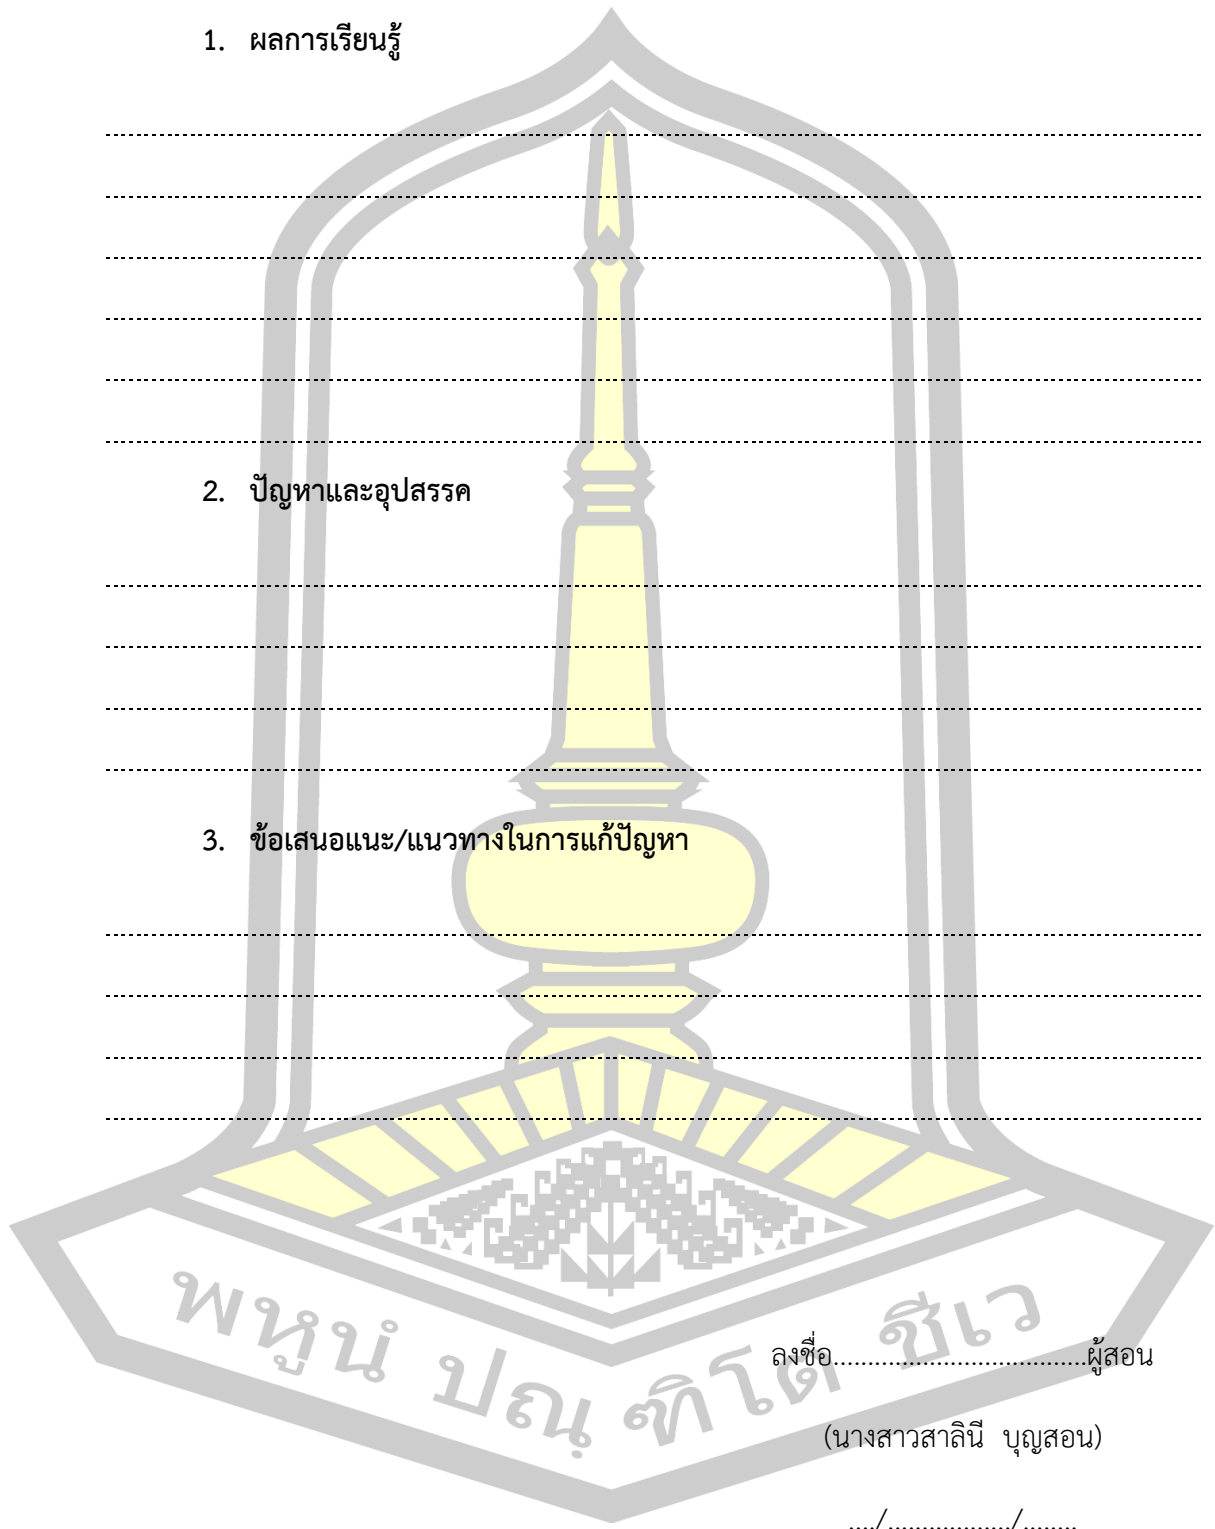 1. ผลการเรียนรู้
2. ปัญหาและอุปสรรค
3. ข้อเสนอแนะ/แนวทางในการแก้ปัญหา
พหูนํ ปณฺฑิโต ชีเว
ลงชื่อ.....................................ผู้สอน
(นางสาวสาลินี บุญสอน)
..../................../........